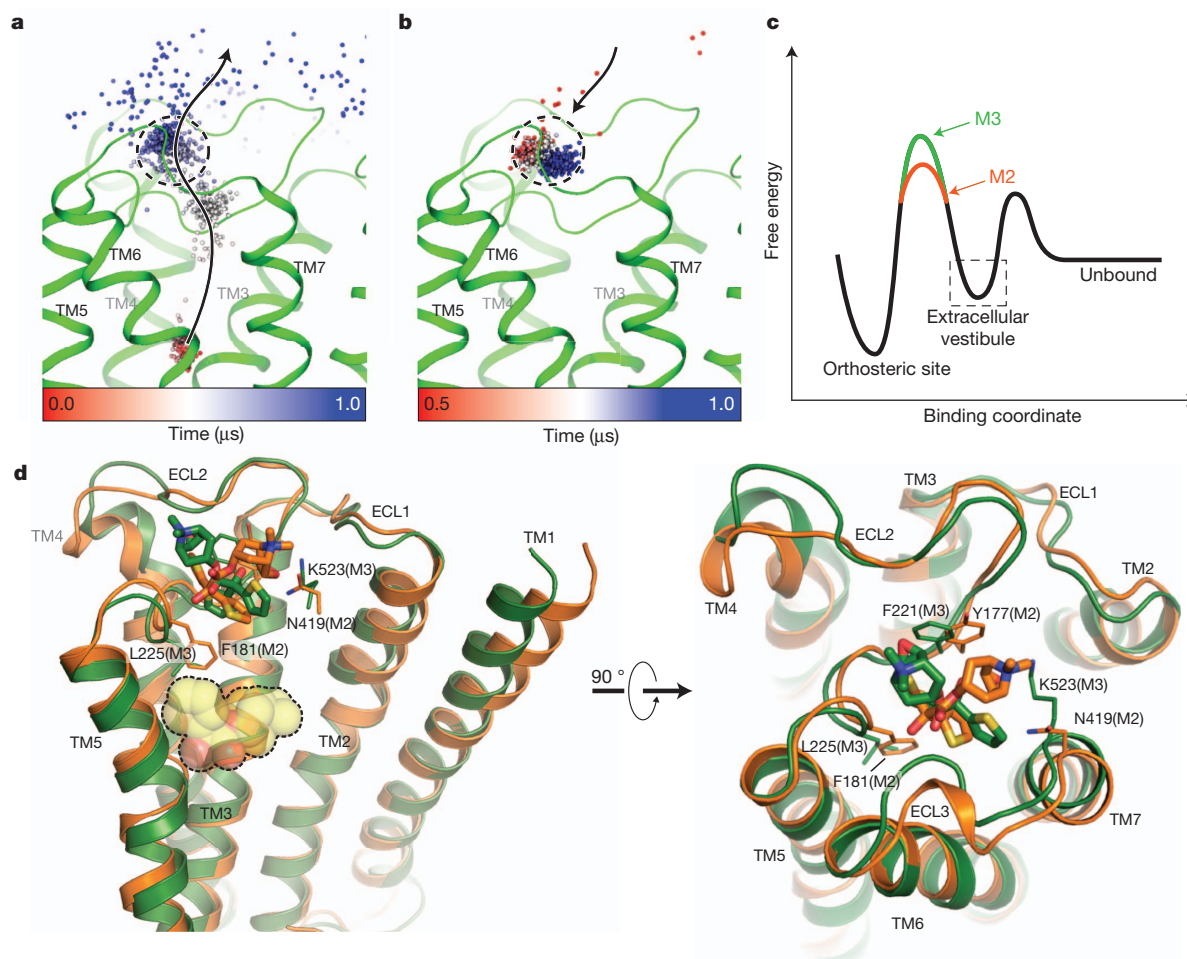 a
TM6
TM4
TM3
TM7
TM5
0.0
1.0
Time (μs)
b
TM6
TM4
TM3
TM7
TM5
0.5
1.0
Time (μs)
c
Free energy
M3
M2
Unbound
Extracellular
vestibule
Orthosteric site
Binding coordinate
d
ECL2
ECL1
TM4
TM1
K523(M3)
N419(M2)
L225(M3)
F181(M2)
TM5
TM2
TM3
90 °
TM3
ECL1
ECL2
TM2
TM4
F221(M3)
Y177(M2)
K523(M3)
N419(M2)
L225(M3)
F181(M2)
ECL3
TM7
TM5
TM6